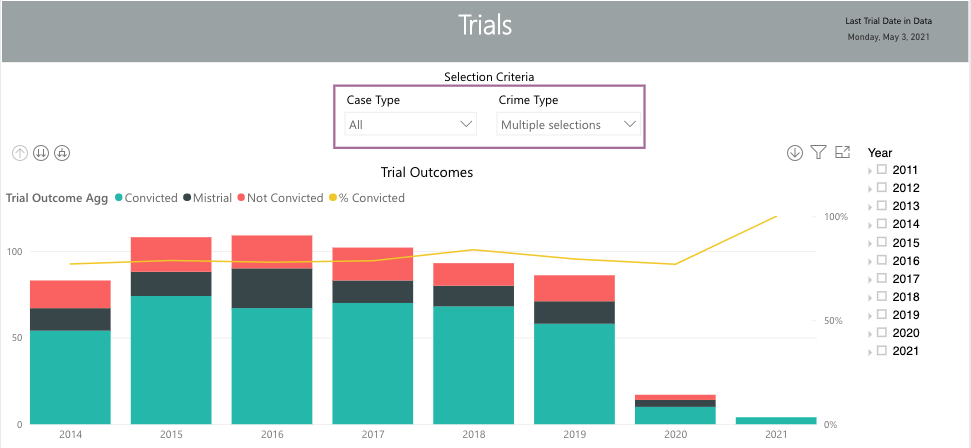 Trials
Last Trial Date in Data
Monday, May 3, 2021
Selection Criteria
Case Type
Crime Type
All
Multiple selections
Trial Outcomes
Trial Outcome Agg Convicted Mistrial Not Convicted % Convicted
100
50
0
100%
50%
0%
2014 2015 2016 2017 2018 2019 2020 2021
Year
2011
2012
2013
2014
2015
2016
2017
2018
2019
2020
2021